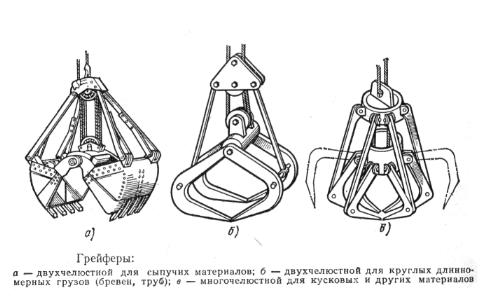 а) б) в)
Грейферы:
а — двухчелюстной для сыпучих материалов; б — двухчелюстной для круглых длинно-
мерных грузов (бревен, труб); в — многочелюстной для кусковых и других материалов